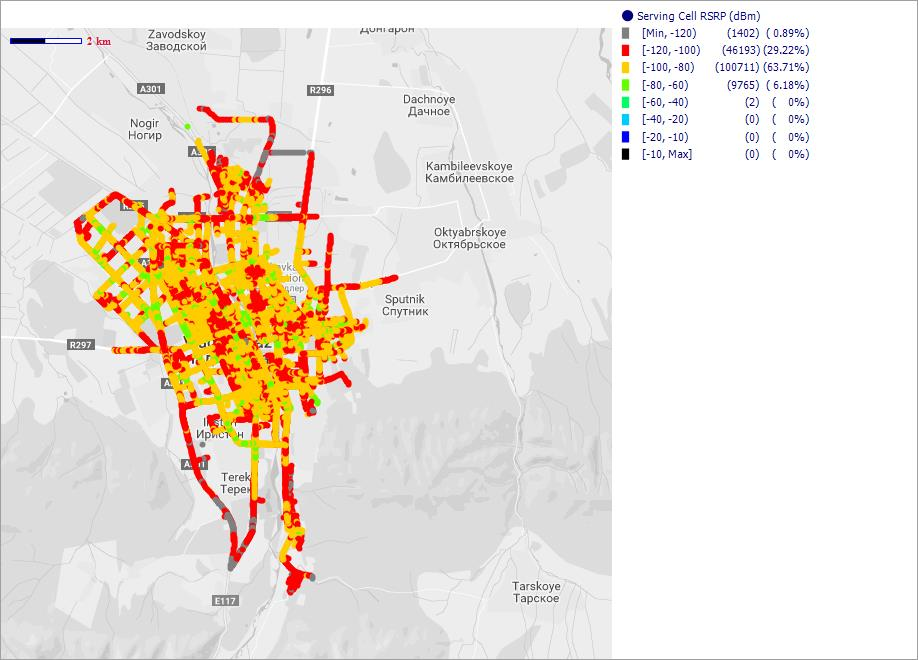 Serving Cell RSRP (dBm)
[Min, -120) (1402) ( 0.89%)
[-120, -100) (46193) (29.22%)
[-100, -80) (100711) (63.71%)
[-80, -60) (9765) ( 6.18%)
[-60, -40) (2) ( 0%)
[-40, -20) (0) ( 0%)
[-20, -10) (0) ( 0%)
[-10, Max] (0) ( 0%)
2 km
Zavodskoy
Заводской
A301
R296
Dachnoye
Дачное
Nogir
Ногир
Kambileevskoye
Камбилеевское
Oktyabrskoye
Октябрьское
Sputnik
Спутник
R297
Иристон
Terek
Терек
E117
Tarskoye
Тарское